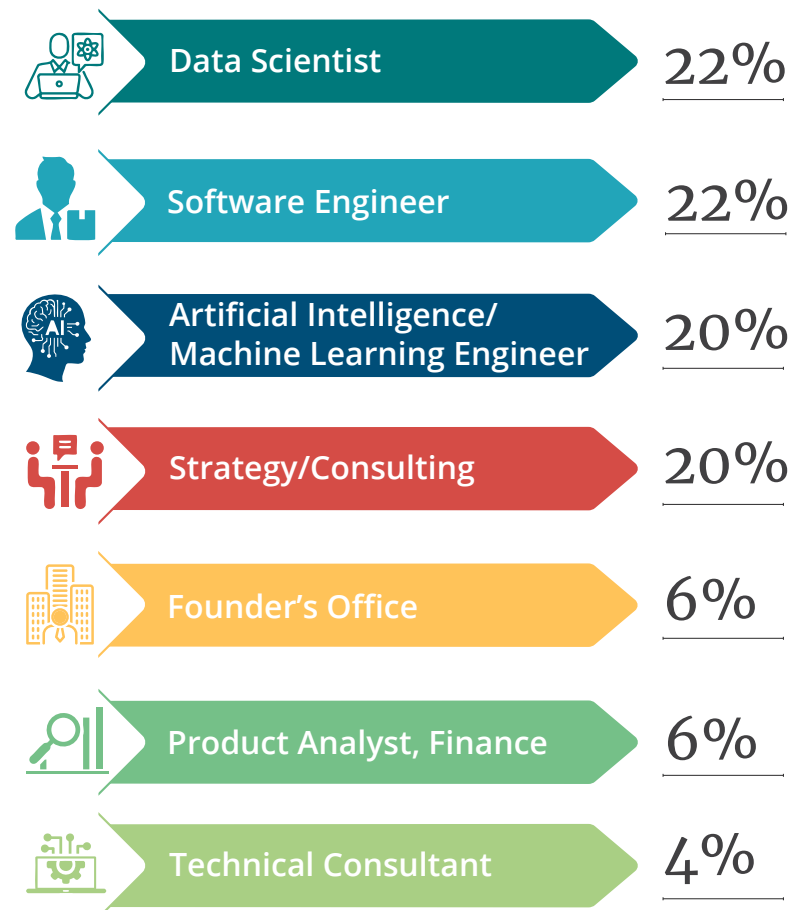 Data Scientist
22%
Software Engineer
22%
AI
Artificial Intelligence/
Machine Learning Engineer
20%
Strategy/Consulting
20%
Founder’s Office
6%
Product Analyst, Finance
6%
Technical Consultant
4%